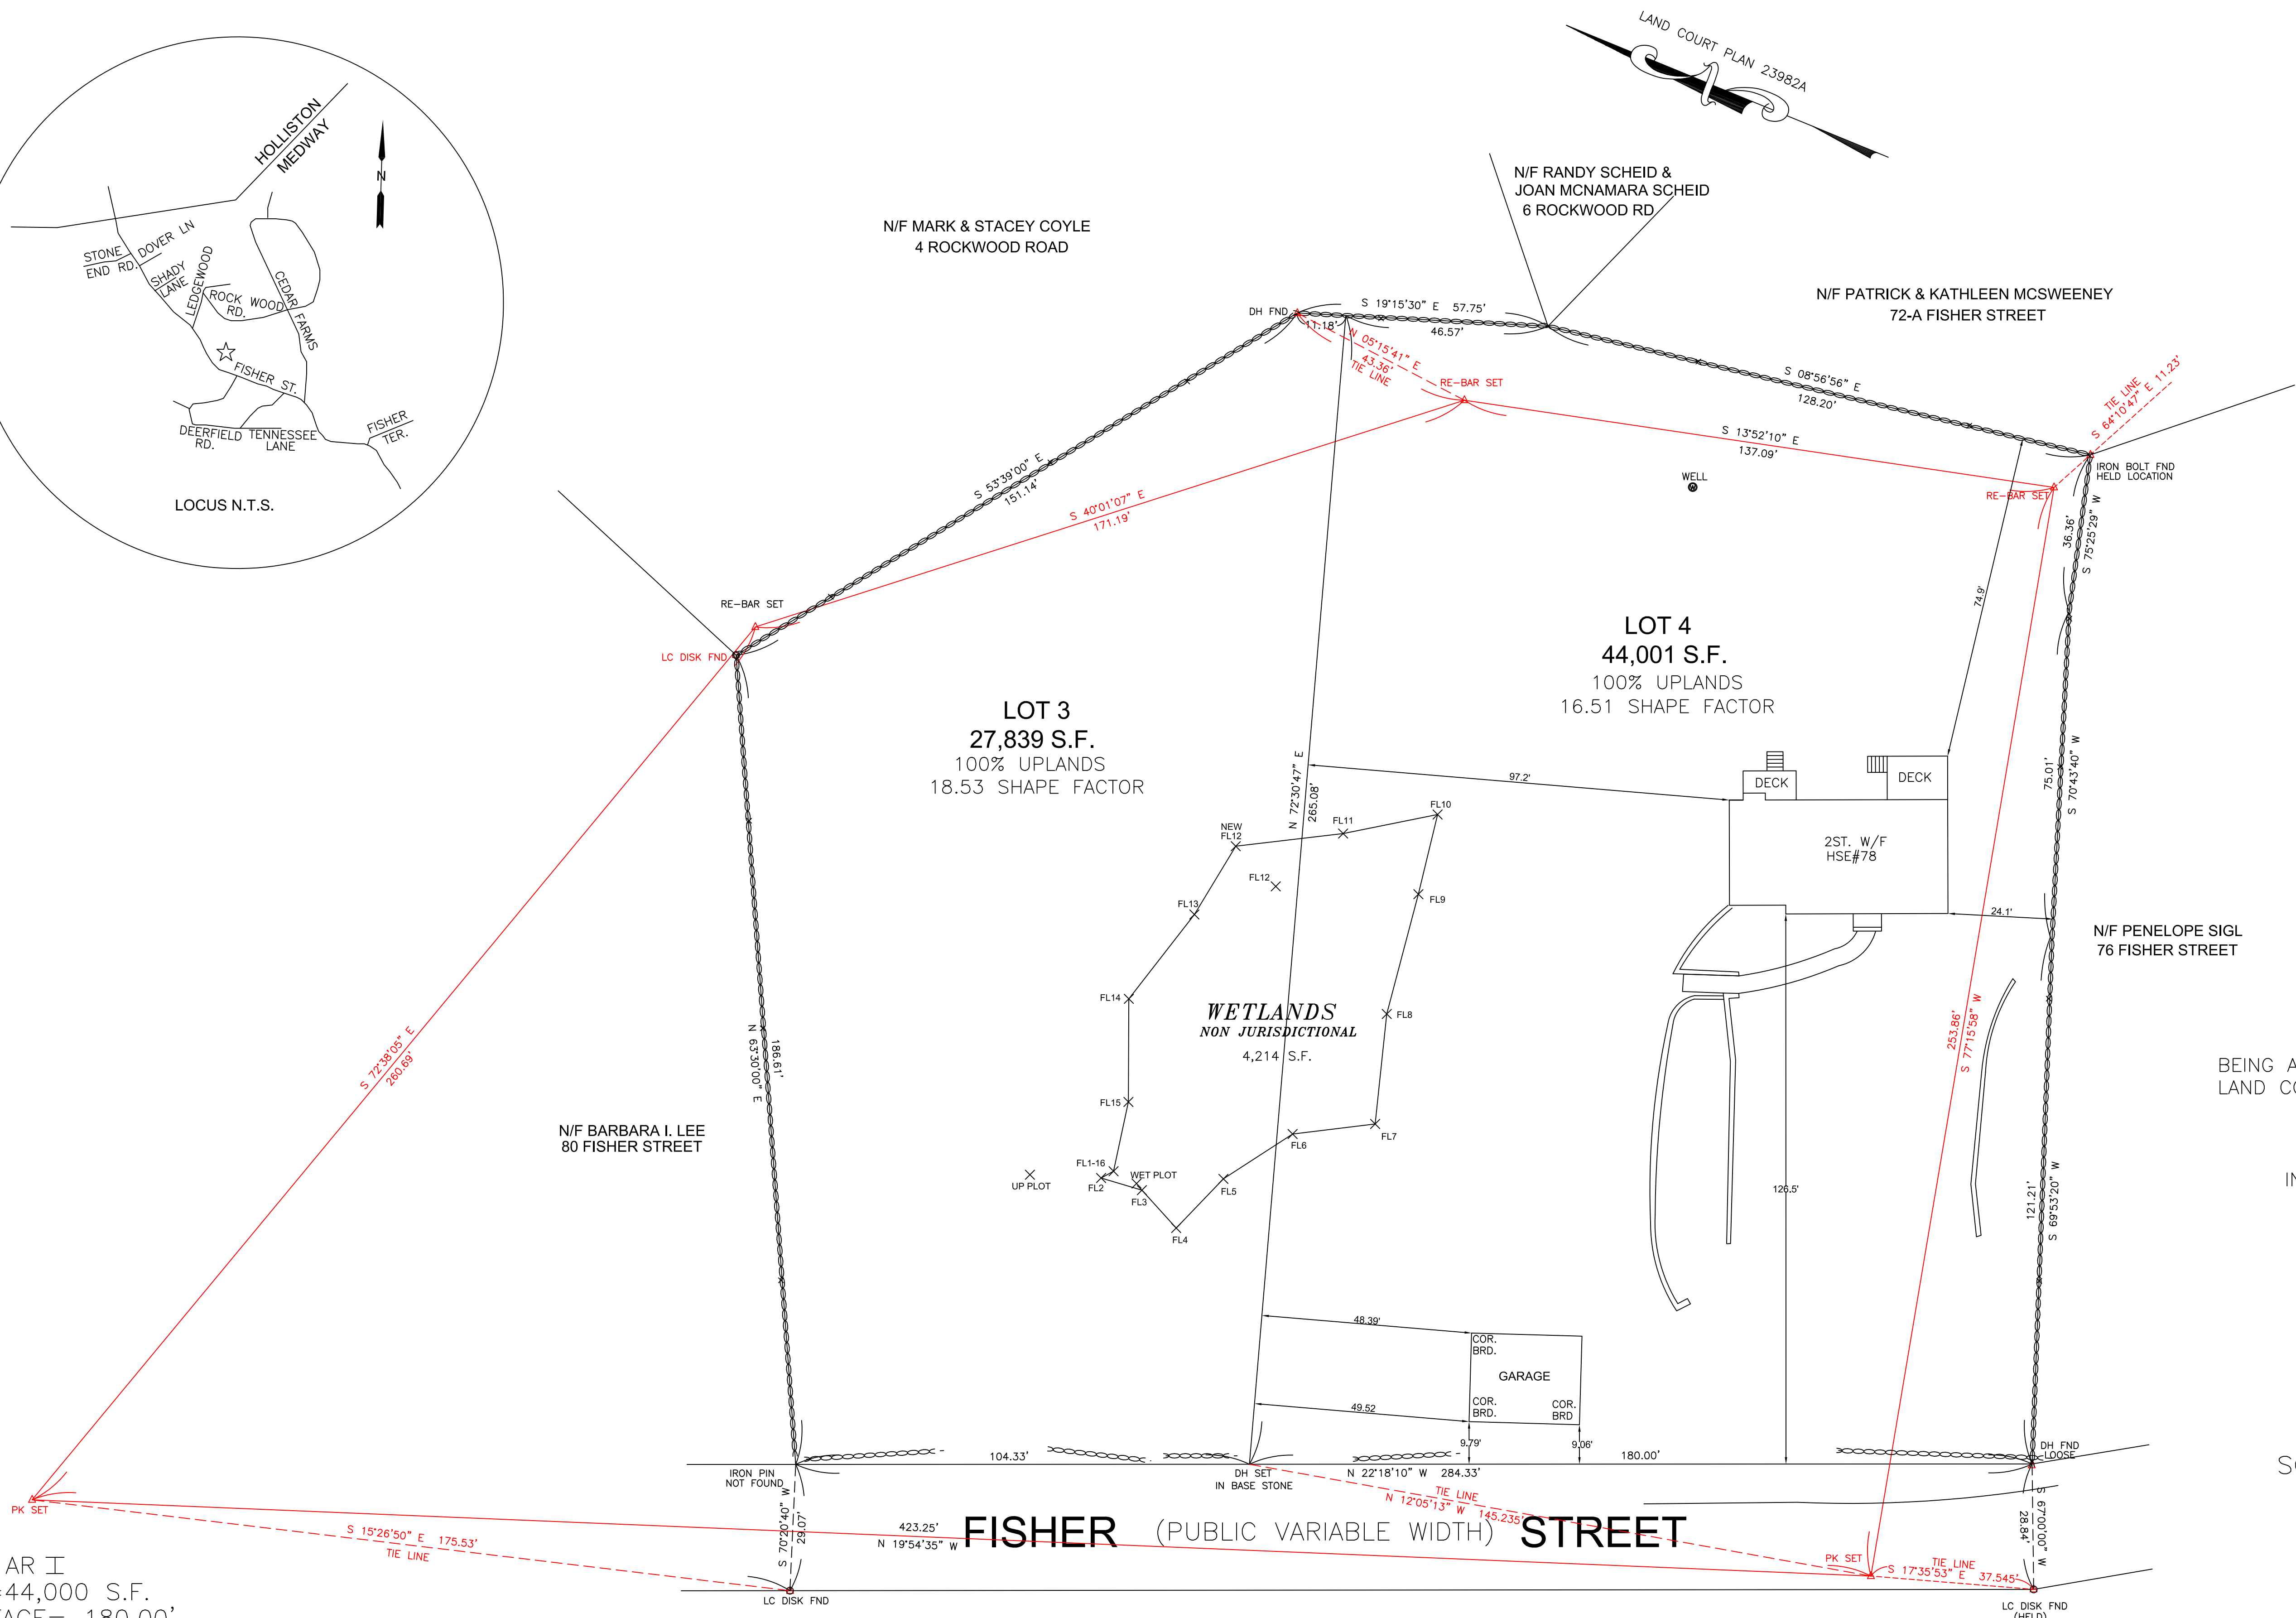 LAND COURT PLAN 23982A
HOLLISTON
MEDWAY
N
STONE
END RD.
DOVER LN
SHADY
LANE
LEDGEWOOD
ROCK WOOD
RD.
CEDAR FARMS
FISHER ST.
DEERFIELD
RD.
TENNESSEE
LANE
FISHER
TER.
LOCUS N.T.S.
N/F MARK & STACEY COYLE
4 ROCKWOOD ROAD
N/F RANDY SCHEID &
JOAN MCNAMARA SCHEID
6 ROCKWOOD RD
N/F PATRICK & KATHLEEN MCSWEENEY
72-A FISHER STREET
DH FND
S 19°15'30" E 57.75'
11.18'
46.57'
N 05°15'41" E
43.36'
TIE LINE
RE-BAR SET
S 08°56'56" E
128.20'
TIE LINE
S 64°10'47" E 11.23'
S 13°52'10" E
137.09'
WELL
W
IRON BOLT FND
HELD LOCATION
RE-BAR SET
36.36'
S 75°25'29" W
S 53°39'00" E
151.14'
S 40°01'07" E
171.19'
RE-BAR SET
LC DISK FND
74.9'
LOT 4
44,001 S.F.
100% UPLANDS
16.51 SHAPE FACTOR
LOT 3
27,839 S.F.
100% UPLANDS
18.53 SHAPE FACTOR
N 72°30'47" E
265.08'
97.2'
DECK
DECK
2ST. W/F
HSE#78
75.01'
S 70°43'40" W
24.1'
N/F PENELOPE SIGL
76 FISHER STREET
NEW
FL12
FL11
FL10
FL12
FL9
FL13
FL14
FL8
WETLANDS
NON JURISDICTIONAL
4,214 S.F.
FL15
FL7
FL6
FL1-16
WET PLOT
FL2
FL3
FL5
FL4
UP PLOT
N 63°30'00" E
186.61'
S 72°38'05" E
260.69'
N/F BARBARA I. LEE
80 FISHER STREET
253.86'
S 77°15'58" W
BEING A
LAND CO
IN
126.5'
121.21'
S 69°53'20" W
48.39'
COR.
BRD.
GARAGE
COR.
BRD.
COR.
BRD
49.52
9.79'
9.06'
104.33'
180.00'
DH FND
LOOSE
IRON PIN
NOT FOUND
DH SET
IN BASE STONE
N 22°18'10" W 284.33'
TIE LINE
N 12°05'13" W 145.235'
PK SET
S 15°26'50" E 175.53'
TIE LINE
S 70°20'40" W
29.07'
423.25'
N 19°54'35" W
FISHER (PUBLIC VARIABLE WIDTH) STREET
PK SET
TIE LINE
S 17°35'53" E 37.545'
S 67°00'00" W
28.84'
LC DISK FND
LC DISK FND
(HELD)
AR I
44,000 S.F.
180.00'